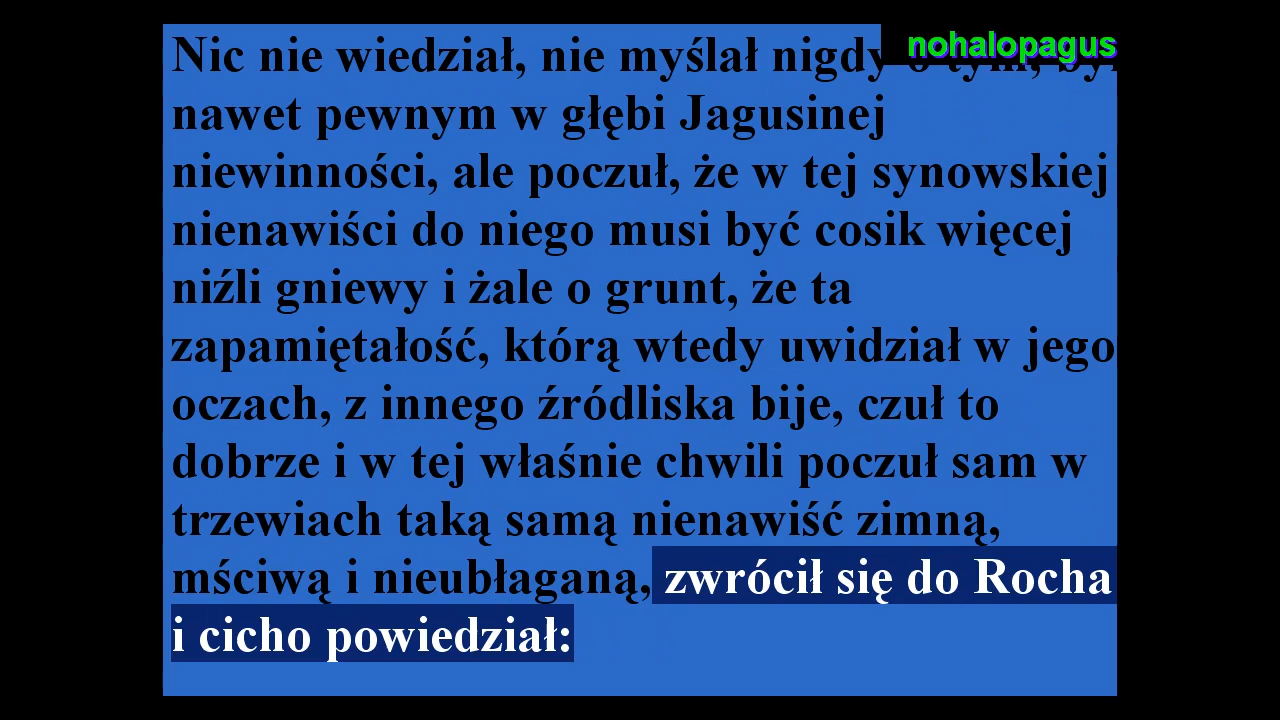 Nic nie wiedział, nie myślał nigdy o tym, był
nohalopagus
nawet pewnym w głębi Jagusinej
niewinności, ale poczuł, że w tej synowskiej
nienawiści do niego musi być cosik więcej
niźli gniewy i żale o grunt, że ta
zapamiętałość, którą wtedy uwidział w jego
oczach, z innego źródliska bije, czuł to
dobrze i w tej właśnie chwili poczuł sam w
trzewiach taką samą nienawiść zimną,
mściwą i nieubłaganą, zwrócił się do Rocha
i cicho powiedział: